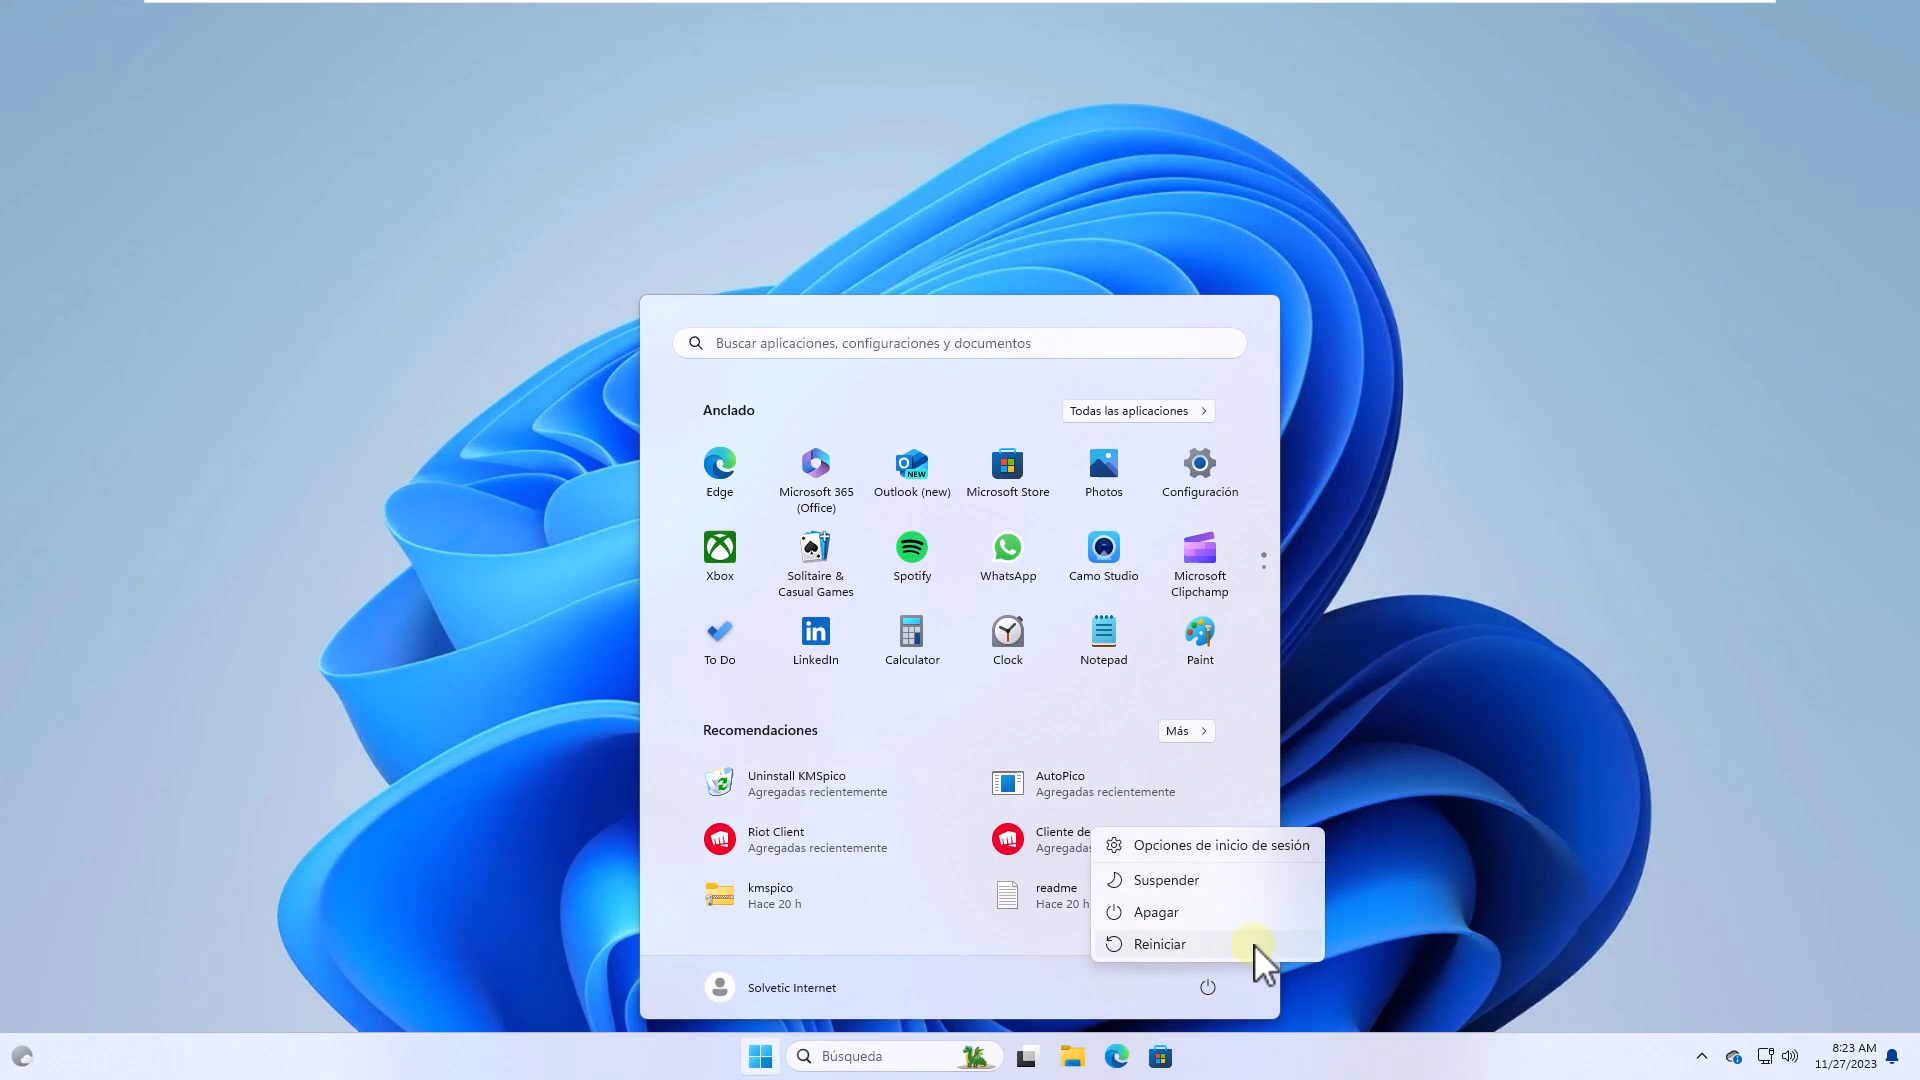 Buscar aplicaciones, configuraciones y documentos
Anclado
Todas las aplicaciones
Edge
Microsoft 365
(Office)
NEW
Outlook (new)
Microsoft Store
Photos
Configuración
Xbox
Solitaire &
Casual Games
Spotify
WhatsApp
Camo Studio
Microsoft
Clipchamp
To Do
in
LinkedIn
Calculator
Clock
Notepad
Paint
Recomendaciones
Más
Uninstall KMSpico
Agregadas recientemente
AutoPico
Agregadas recientemente
Riot Client
Agregadas recientemente
Cliente de
Agregadas
kmspico
Hace 20 h
readme
Hace 20 h
Opciones de inicio de sesión
Suspender
Apagar
Reiniciar
Solvetic Internet
Búsqueda
8:23 AM
11/27/2023